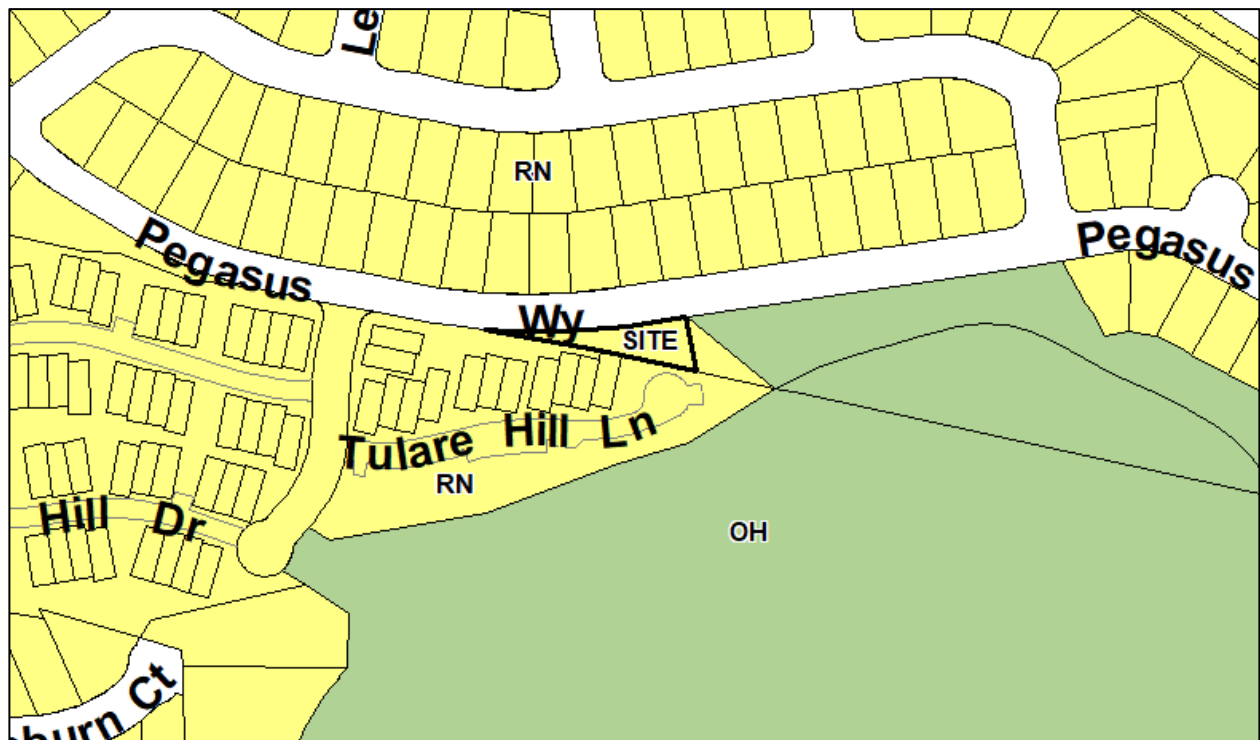 Le
RN
Pegasus
Wy
Pegasus
SITE
Tulare Hill Ln
RN
Hill Dr
OH
burn Ct